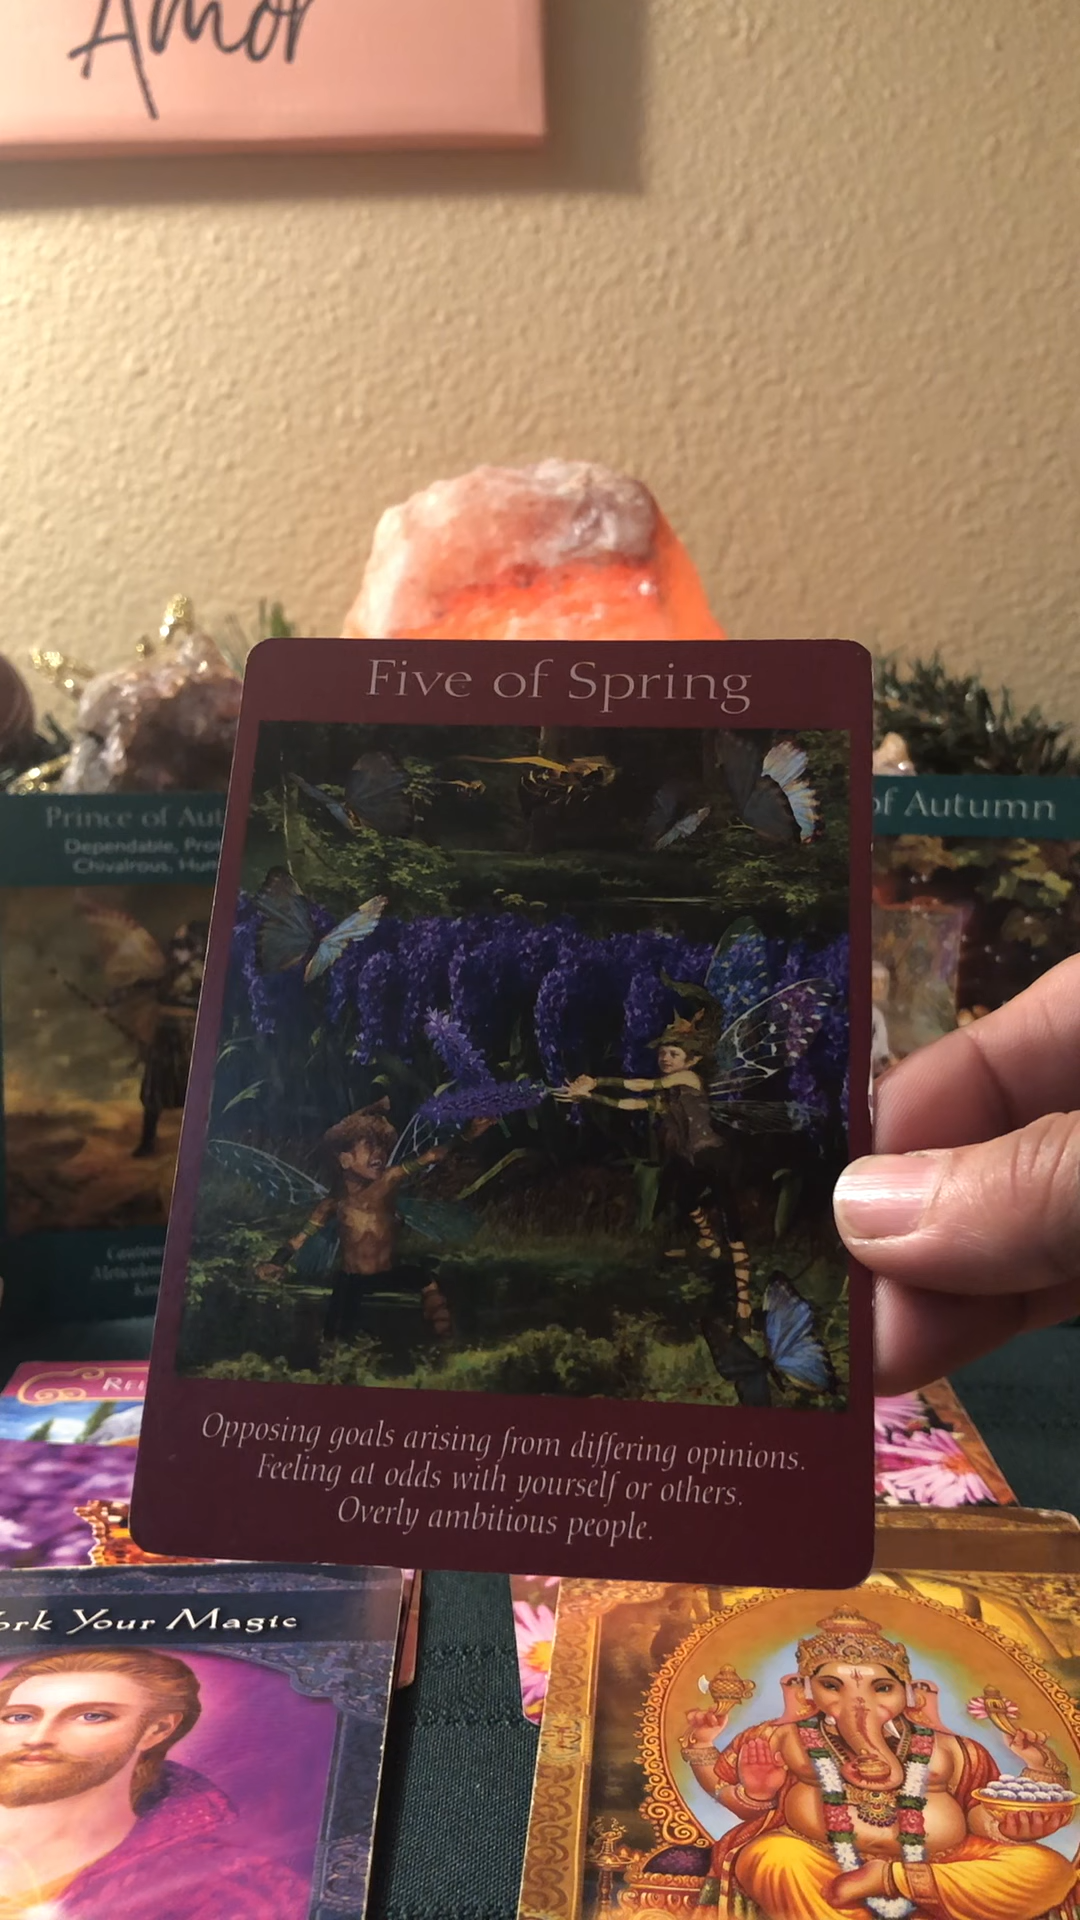 Amor
Five of Spring
Prince of Aut
Dependable, Pro
Chivalrous, Hum
of Autumn
Opposing goals arising from differing opinions.
Feeling at odds with yourself or others.
Overly ambitious people.
ork Your Magic